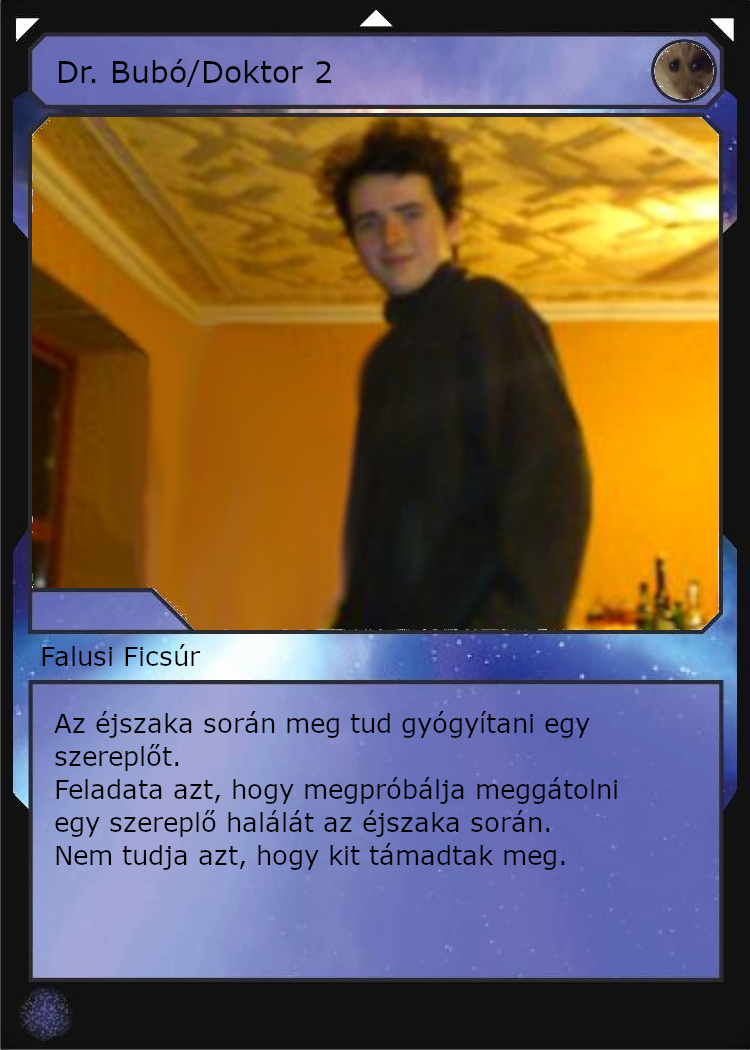 Dr. Bubó/Doktor 2
Falusi Ficsúr
Az éjszaka során meg tud gyógyítani egy
szereplőt.
Feladata azt, hogy megpróbálja meggátolni
egy szereplő halálát az éjszaka során.
Nem tudja azt, hogy kit támadtak meg.